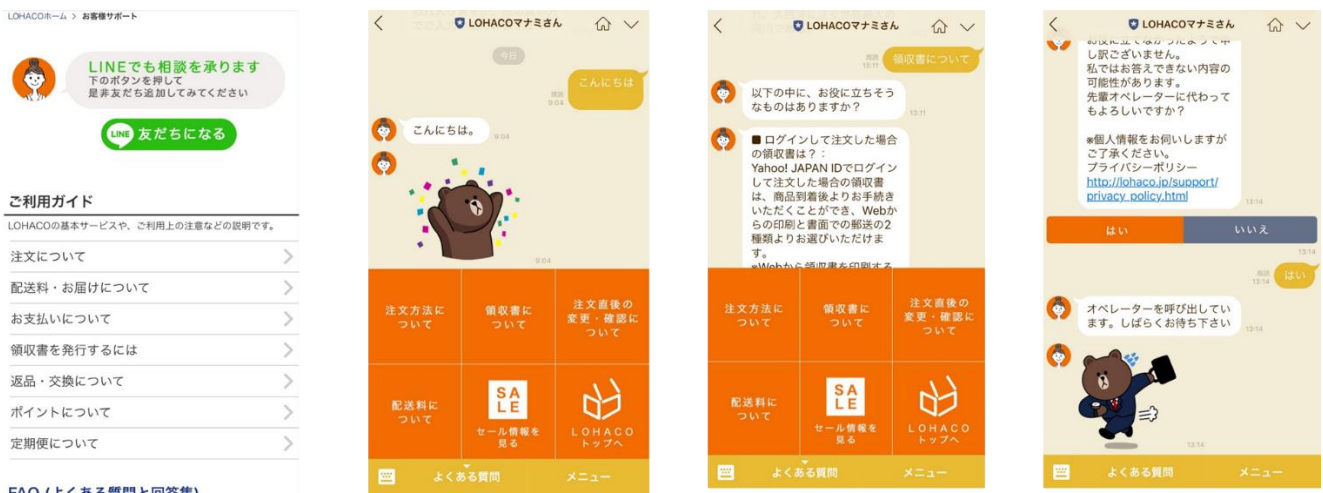 LOHACOホーム > お客様サポート
LINEでも相談を承ります
下のボタンを押して
是非友だち追加してみてください
LINE 友だちになる
ご利用ガイド
LOHACOの基本サービスや、ご利用上の注意などの説明です。
注文について
配送料・お届けについて
お支払いについて
領収書を発行するには
返品・交換について
ポイントについて
定期便について
FAQ (よくある質問と回答集)
LOHACOマナミさん
今日
こんにちは
既読
9:04
こんにちは。
9:04
9:04
注文方法に
ついて
領収書に
ついて
注文直後の
変更・確認に
ついて
配送料に
ついて
SA
LE
セール情報を
見る
LOHACO
トップへ
よくある質問
メニュー
LOHACOマナミさん
領収書について
既読
13:11
以下の中に、お役に立ちそう
なものはありますか?
13:11
■ ログインして注文した場合
の領収書は?:
Yahoo! JAPAN IDでログイン
して注文した場合の領収書
は、商品到着後よりお手続き
いただくことができ、Webか
らの印刷と書面での郵送の2
種類よりお選びいただけま
す。
※Webから領収書を印刷する
注文方法に
ついて
領収書に
ついて
注文直後の
変更・確認に
ついて
配送料に
ついて
SA
LE
セール情報を
見る
LOHACO
トップへ
よくある質問
メニュー
LOHACOマナミさん
お役に立てなかったようで申
し訳ございません。
私ではお答えできない内容の
可能性があります。
先輩オペレーターに代わって
もよろしいですか?
※個人情報をお伺いしますが
ご了承ください。
プライバシーポリシー
http://lohaco.jp/support/
privacy_policy.html
13:14
はい
いいえ
13:14
はい
既読
13:14
オペレーターを呼び出してい
ます。しばらくお待ち下さい
13:14
13:14
よくある質問
メニュー